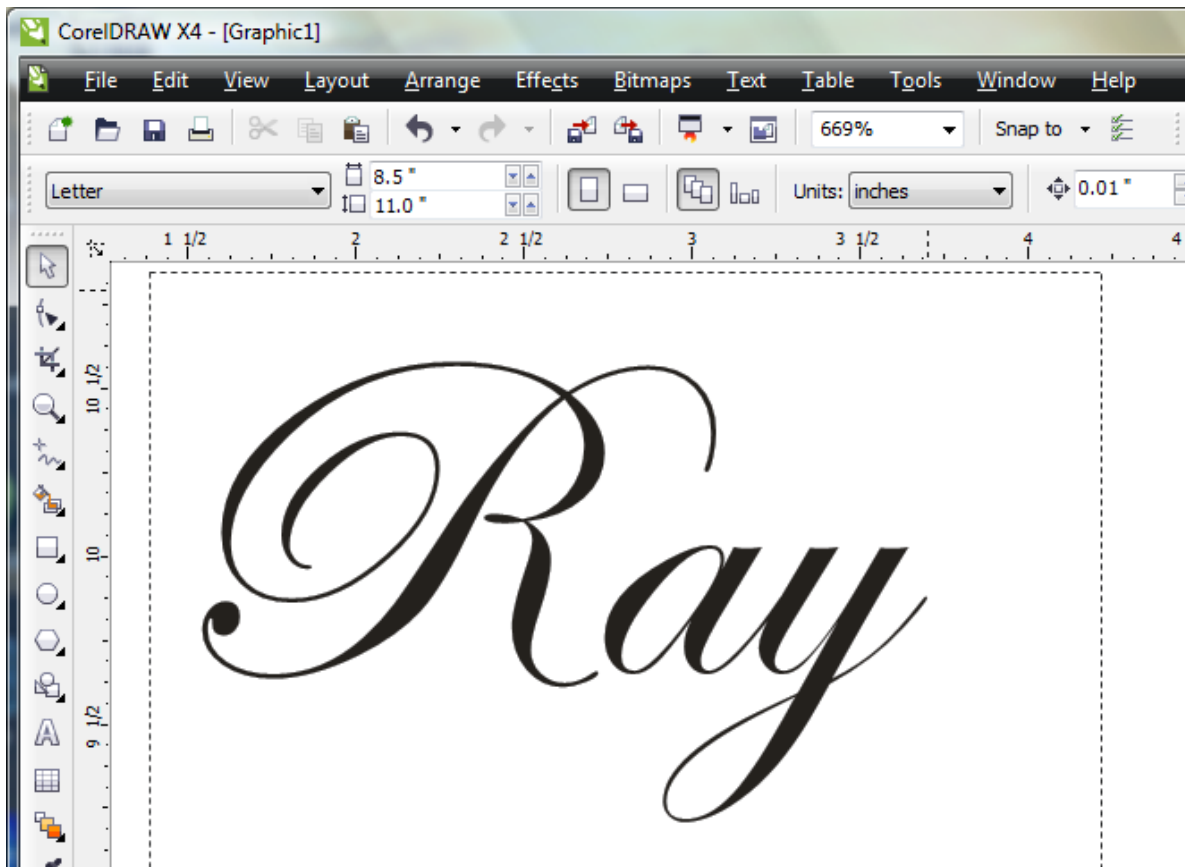 CorelDRAW X4 - [Graphic1]
File Edit View Layout Arrange Effects Bitmaps Text Table Tools Window Help
669% Snap to
Letter 8.5 " 11.0 " Units: inches 0.01 "
1 1/2 2 2 1/2 3 3 1/2 4 4
10 1/2
10
9 1/2
Ray